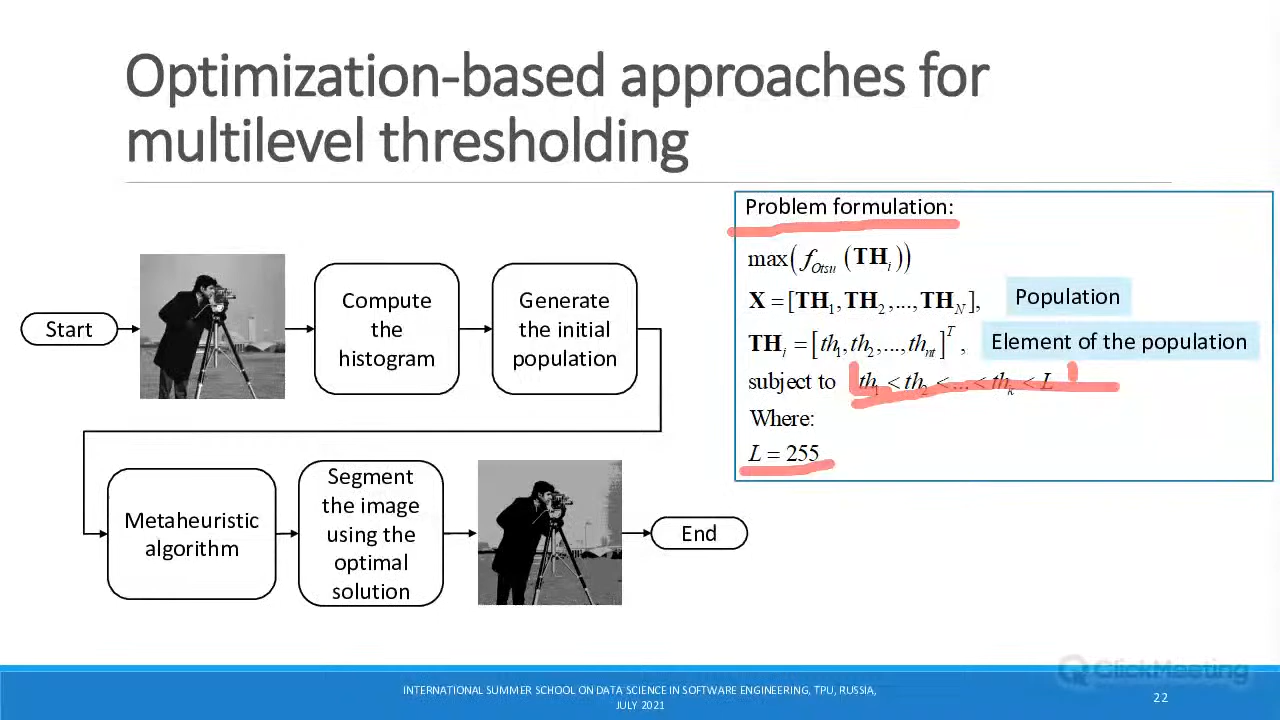 Optimization-based approaches for
multilevel thresholding
Start
Compute
the
histogram
Generate
the initial
population
Metaheuristic
algorithm
Segment
the image
using the
optimal
solution
End
Problem formulation:
max(f_Otsu (TH_i))
X = [TH_1, TH_2, ..., TH_N], Population
TH_i = [th_1, th_2, ..., th_nt]^T, Element of the population
subject to th_1 < th_2 < ... < th_k < L
Where:
L = 255
ClickMeeting
INTERNATIONAL SUMMER SCHOOL ON DATA SCIENCE IN SOFTWARE ENGINEERING, TPU, RUSSIA,
JULY 2021
22